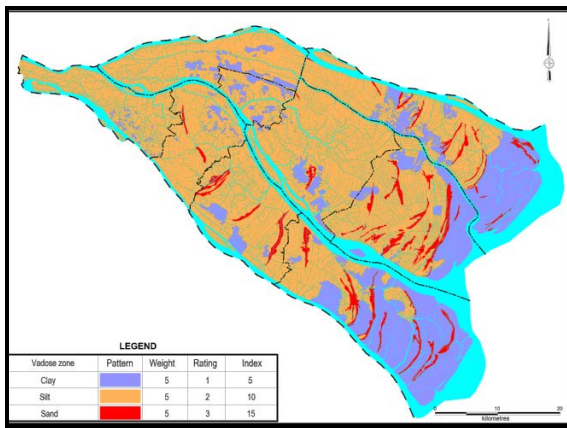 LEGEND
Vadose zone Pattern Weight Rating Index
Clay 5 1 5
Silt 5 2 10
Sand 5 3 15
0 10 20
kilometres